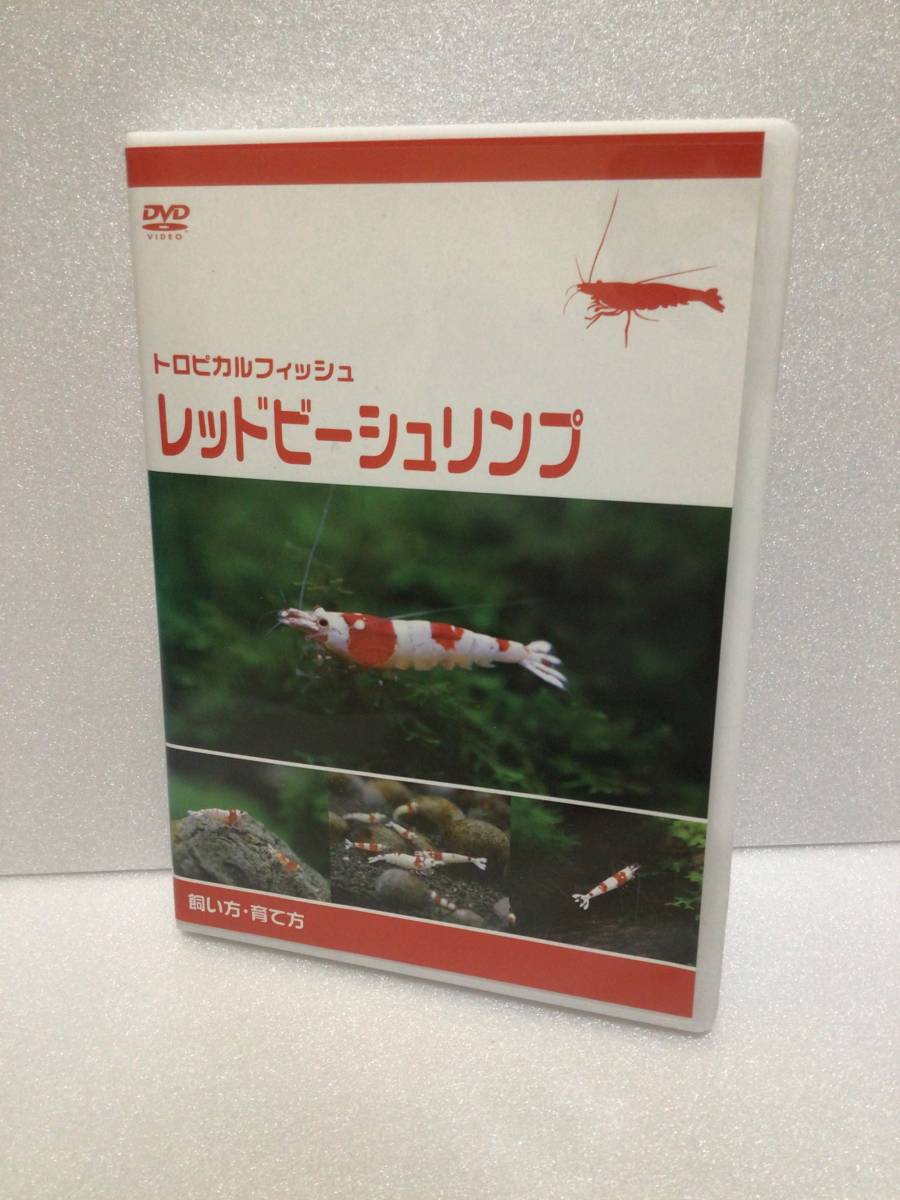 DVD
VIDEO
トロピカルフィッシュ
レッドビーシュリンプ
飼い方・育て方